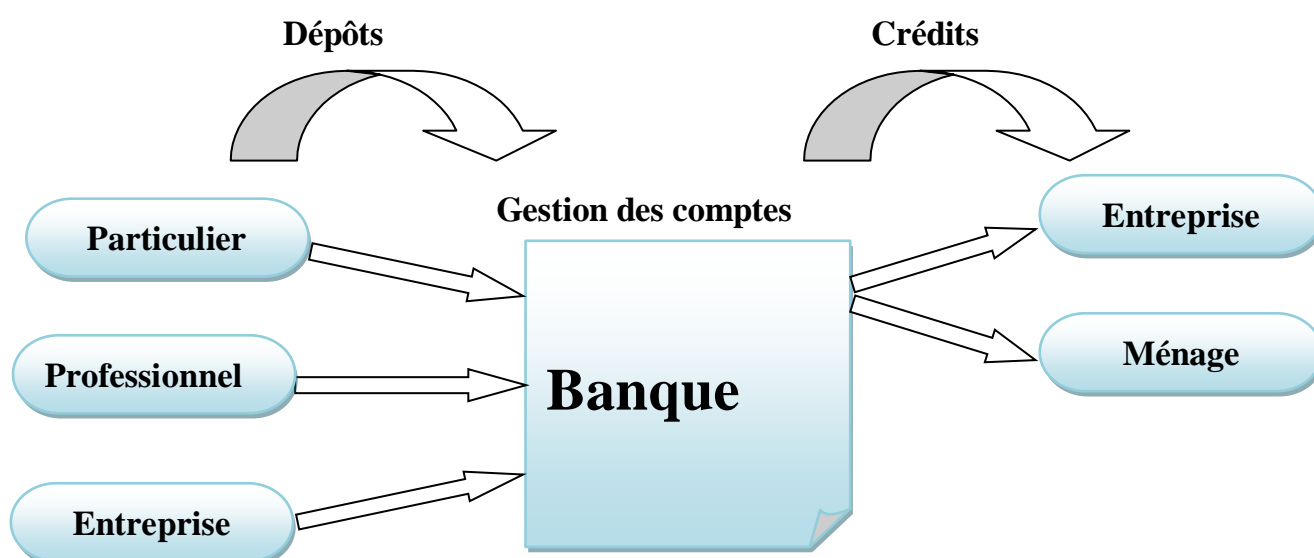 Dépôts
Crédits
Gestion des comptes
Particulier
Professionnel
Entreprise
Banque
Entreprise
Ménage